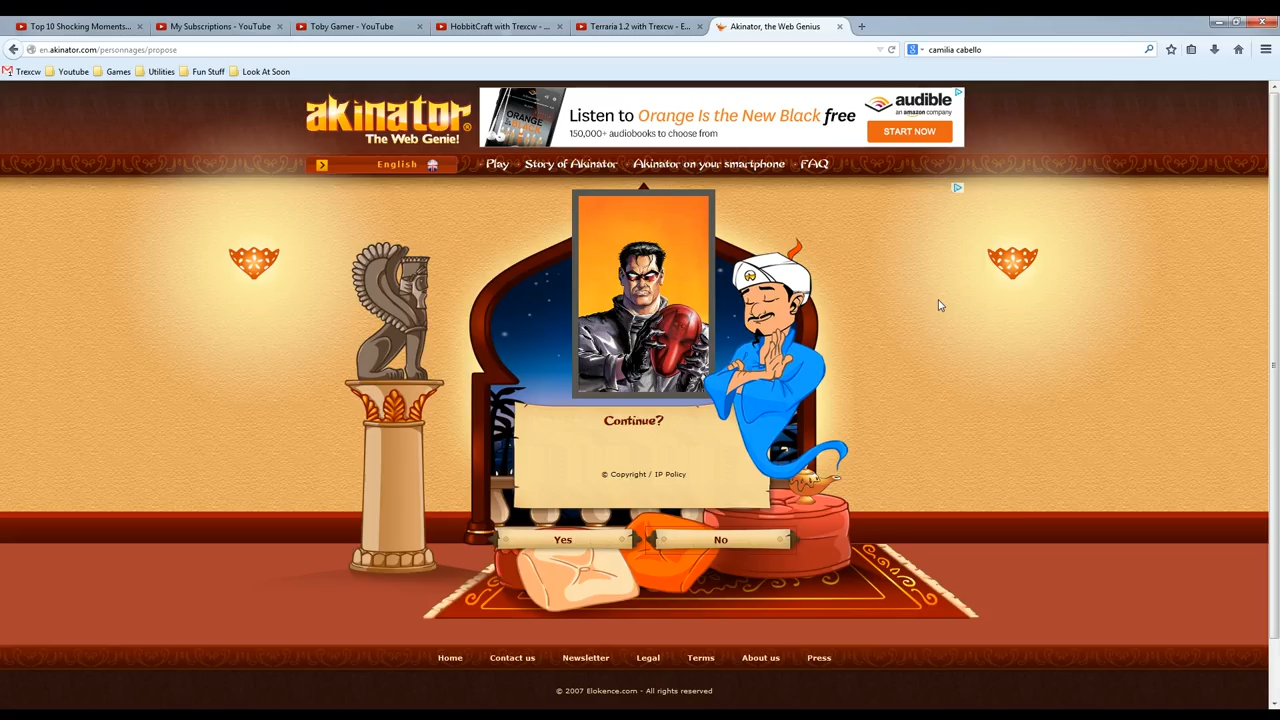 Top 10 Shocking Moments...
My Subscriptions - YouTube
Toby Gamer - YouTube
HobbitCraft with Trexcw - ...
Terraria 1.2 with Trexcw - E...
Akinator, the Web Genius
en.akinator.com/personnages/propose
camilia cabello
Trexcw
Youtube
Games
Utilities
Fun Stuff
Look At Soon
akinator®
The Web Genie!
ORANGE
Listen to Orange Is the New Black free
150,000+ audiobooks to choose from
audible
an amazon company
START NOW
English
Play
Story of Akinator
Akinator on your smartphone
FAQ
Continue?
© Copyright / IP Policy
Yes
No
Home
Contact us
Newsletter
Legal
Terms
About us
Press
© 2007 Elokence.com - All rights reserved